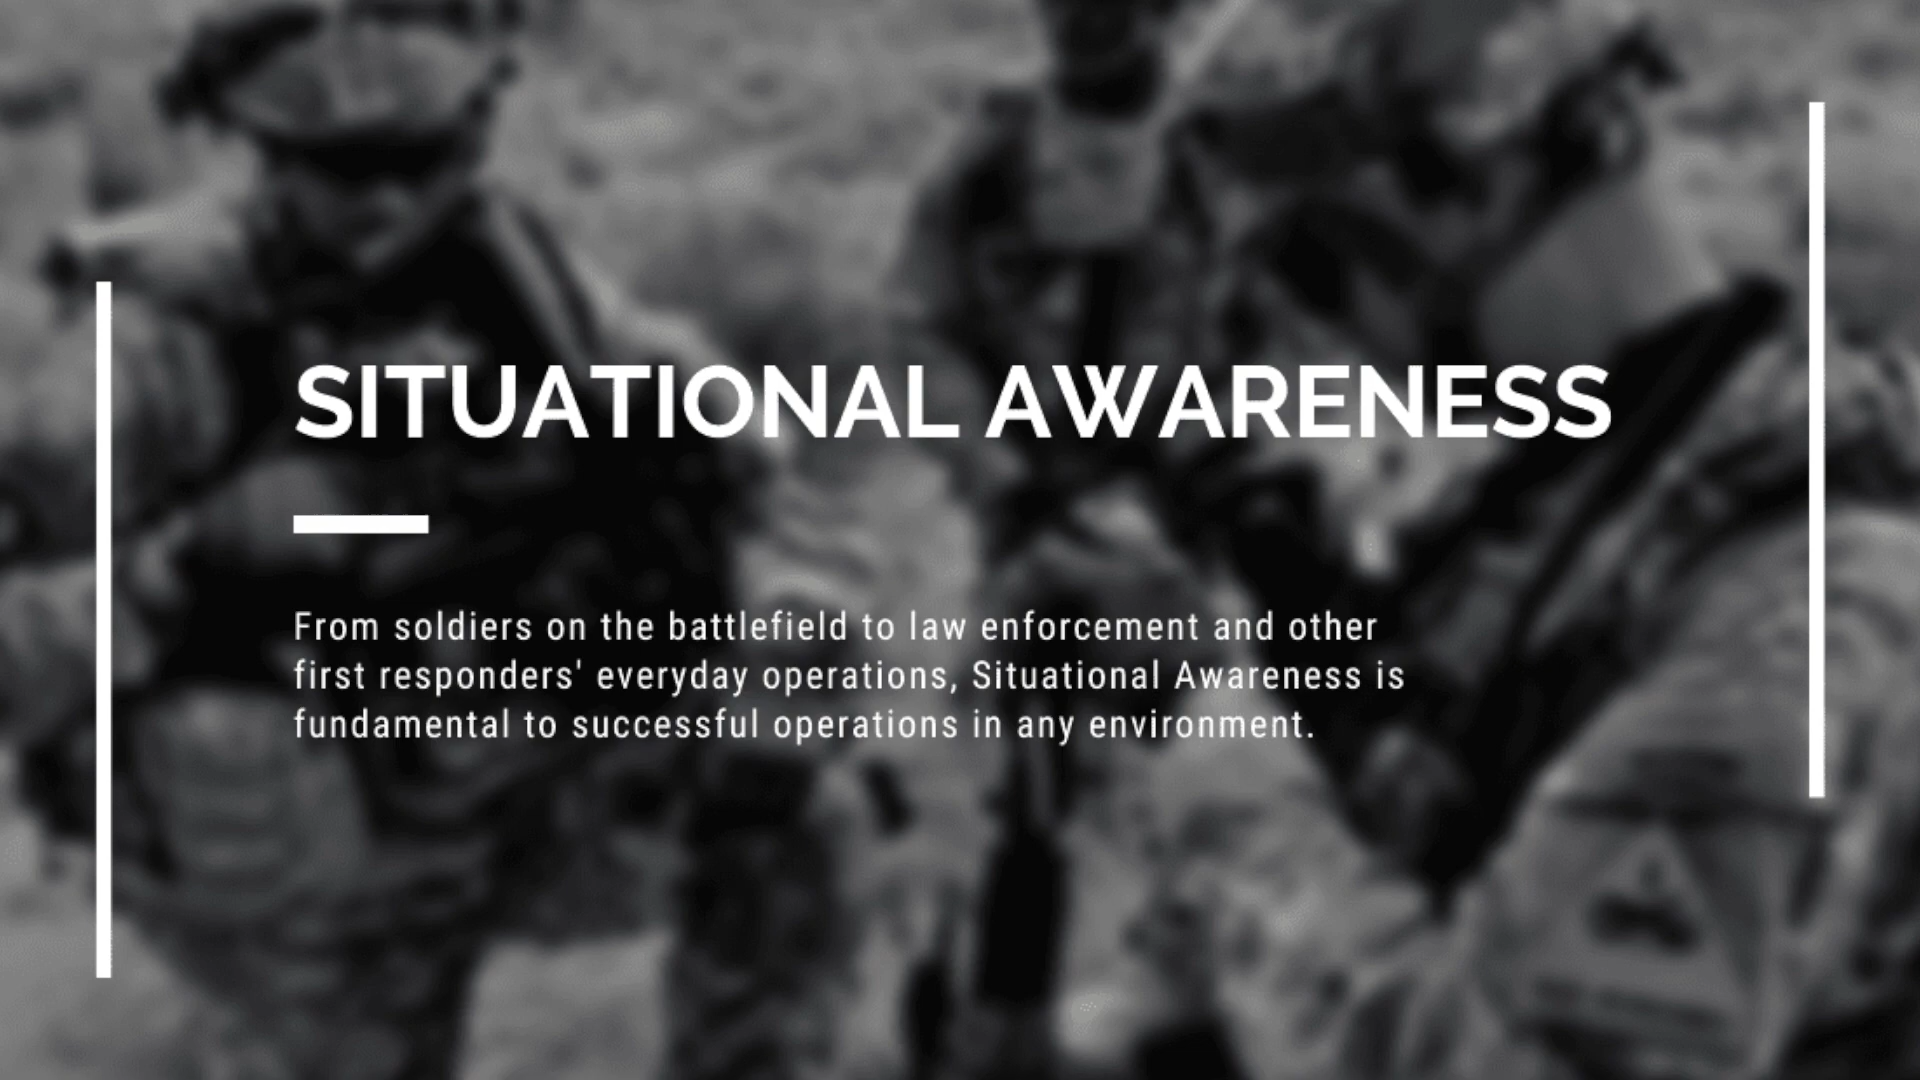 SITUATIONAL AWARENESS
From soldiers on the battlefield to law enforcement and other
first responders' everyday operations, Situational Awareness is
fundamental to successful operations in any environment.